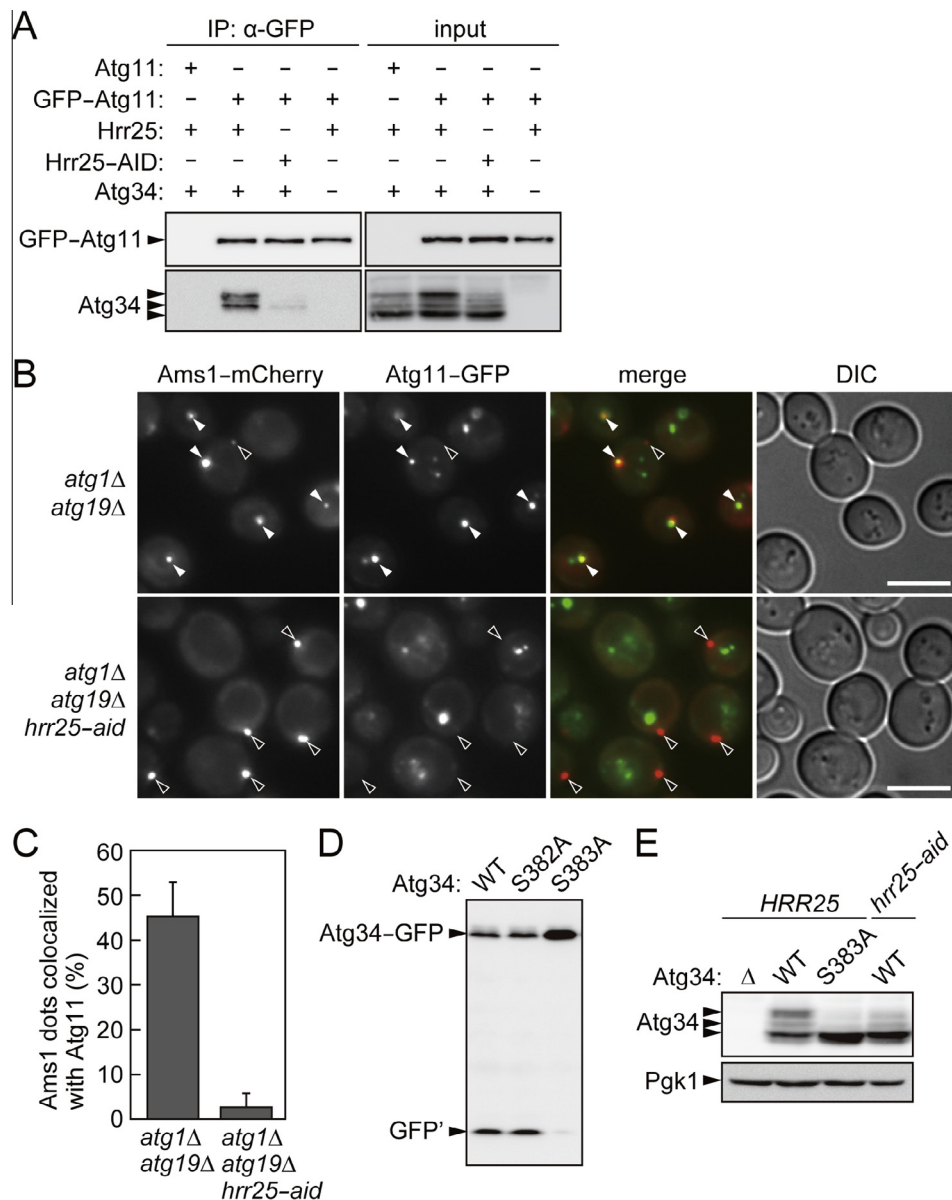 A
IP: α-GFP input
Atg11: + – – – + – – –
GFP–Atg11: – + + + – + + +
Hrr25: + + – + + + – +
Hrr25–AID: – – + – – – + –
Atg34: + + + – + + + –
GFP–Atg11
Atg34
B
Ams1–mCherry Atg11–GFP merge DIC
atg1Δ
atg19Δ
atg1Δ
atg19Δ
hrr25–aid
C
Ams1 dots colocalized
with Atg11 (%)
60
50
40
30
20
10
0
atg1Δ
atg19Δ
atg1Δ
atg19Δ
hrr25–aid
D
Atg34: WT S382A S383A
Atg34–GFP
GFP'
E
HRR25 hrr25–aid
Atg34: Δ WT S383A WT
Atg34
Pgk1